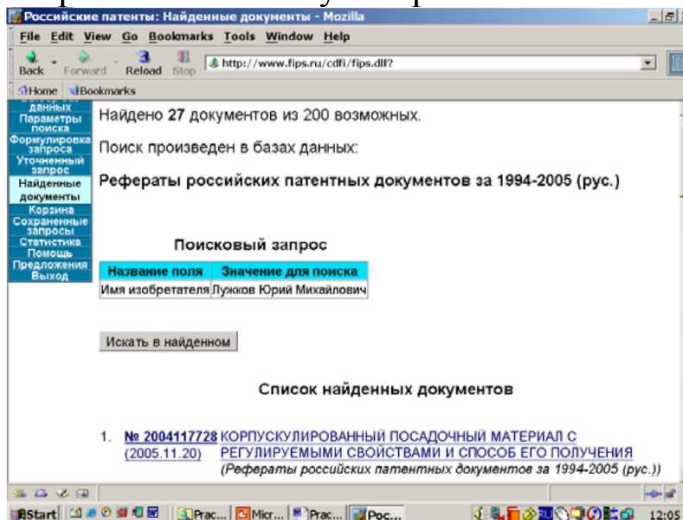 Российские патенты: Найденные документы - Mozilla
File Edit View Go Bookmarks Tools Window Help
Back Forward Reload Stop http://www.fips.ru/cdfi/fips.dll?
Home Bookmarks
данных
Параметры
поиска
Формулировка
запроса
Уточненный
запрос
Найденные
документы
Корзина
Сохраненные
запросы
Статистика
Помощь
Предложения
Выход
Найдено 27 документов из 200 возможных.
Поиск произведен в базах данных:
Рефераты российских патентных документов за 1994-2005 (рус.)
Поисковый запрос
Название поля Значение для поиска
Имя изобретателя Лужков Юрий Михайлович
Искать в найденном
Список найденных документов
1. № 2004117728 КОРПУСКУЛИРОВАННЫЙ ПОСАДОЧНЫЙ МАТЕРИАЛ С
(2005.11.20) РЕГУЛИРУЕМЫМИ СВОЙСТВАМИ И СПОСОБ ЕГО ПОЛУЧЕНИЯ
(Рефераты российских патентных документов за 1994-2005 (рус.))
Start Prac... Micr... Prac... Рос... 12:05